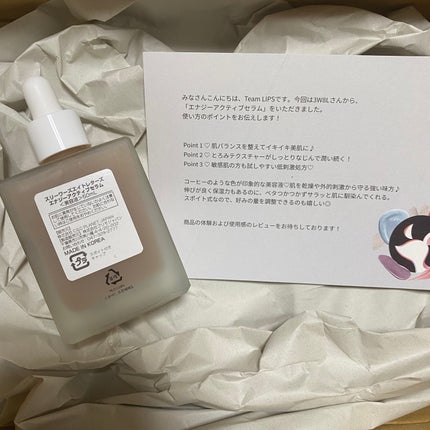 みなさんこんにちは、Team LIPSです。今回は3W8Lさんから、
「エナジーアクティブセラム」をいただきました。
使い方のポイントをお伝えします！
Point 1 ♡ 肌バランスを整えてイキイキ美肌に♪
Point 2 ♡ とろみテクスチャーがしっとりなじんで潤い続く！
Point 3 ♡ 敏感肌の方も試しやすい低刺激処方♡
コーヒーのような色が印象的な美容液♡肌を乾燥や外的刺激から守る強い味方♪
伸びが良く保湿力もあるのに、ベタつかつかずサラッと肌に馴染んでくれる。
スポイト式なので、好みの量を調整できるのも嬉しい◎
商品の体験および使用感のレビューをお待ちしております！
スリーワーズエイトレターズ
エナジーアクティブセラム
＜美容液＞
MADE IN KOREA
プラ